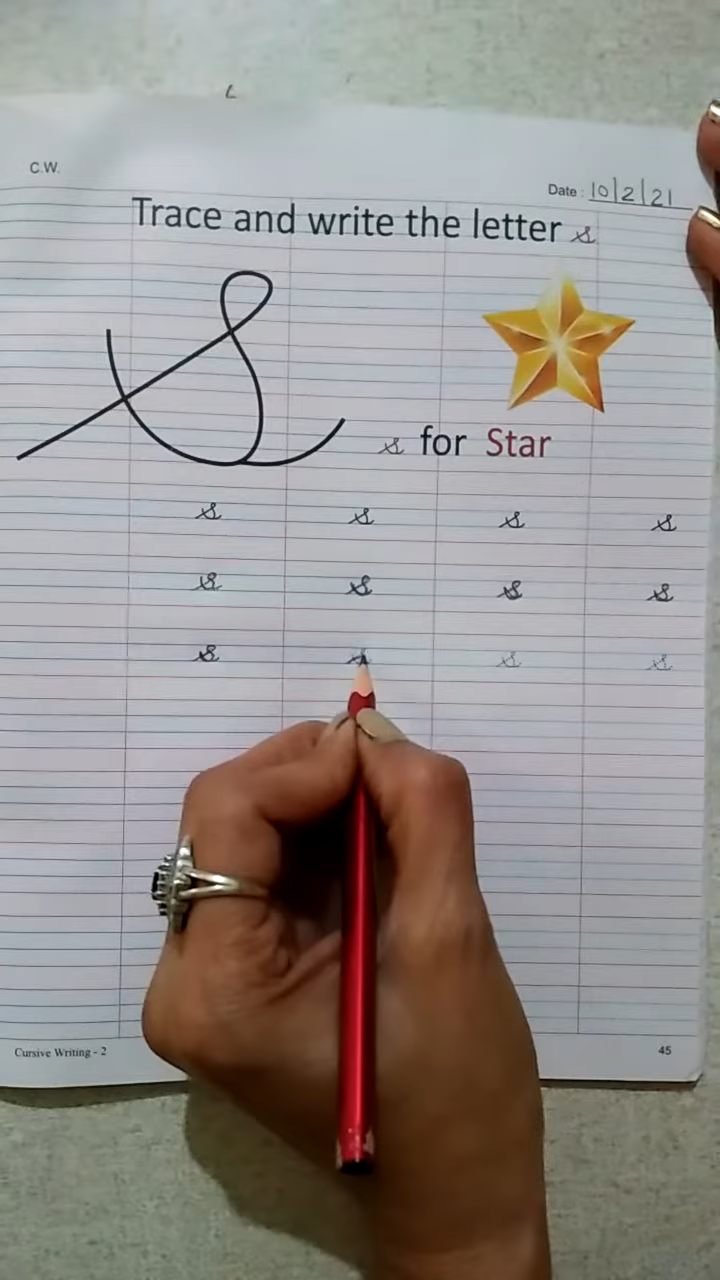 C.W.
Date : 10/2/21
Trace and write the letter s
s
s for Star
s s s s
s s s s
s s s s
Cursive Writing - 2
45